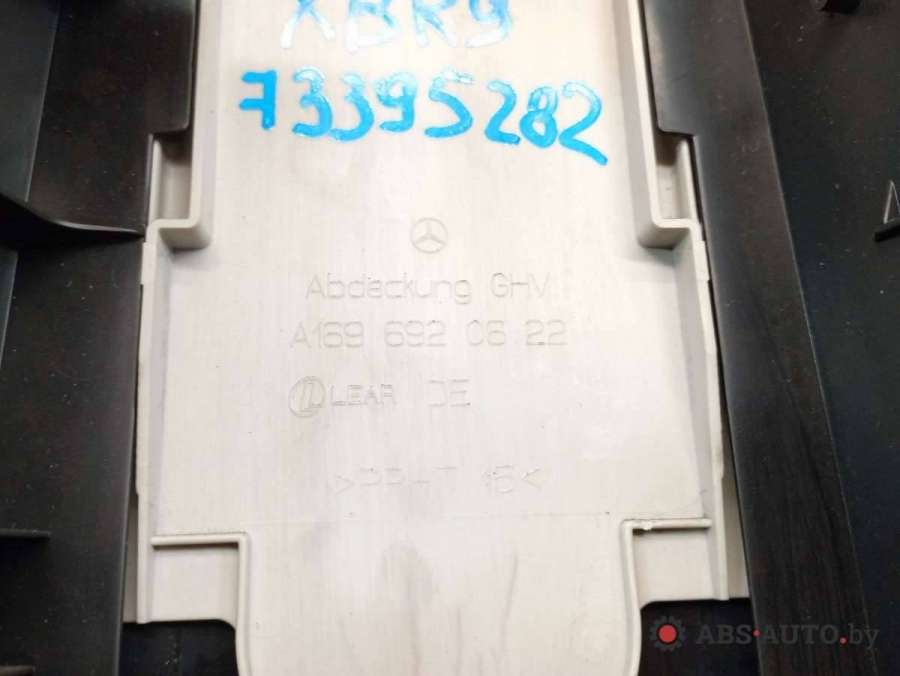 XBR9
73395282
Abdeckung GHV
A169 692 06 22
LEAR DE
ABS-AUTO.by